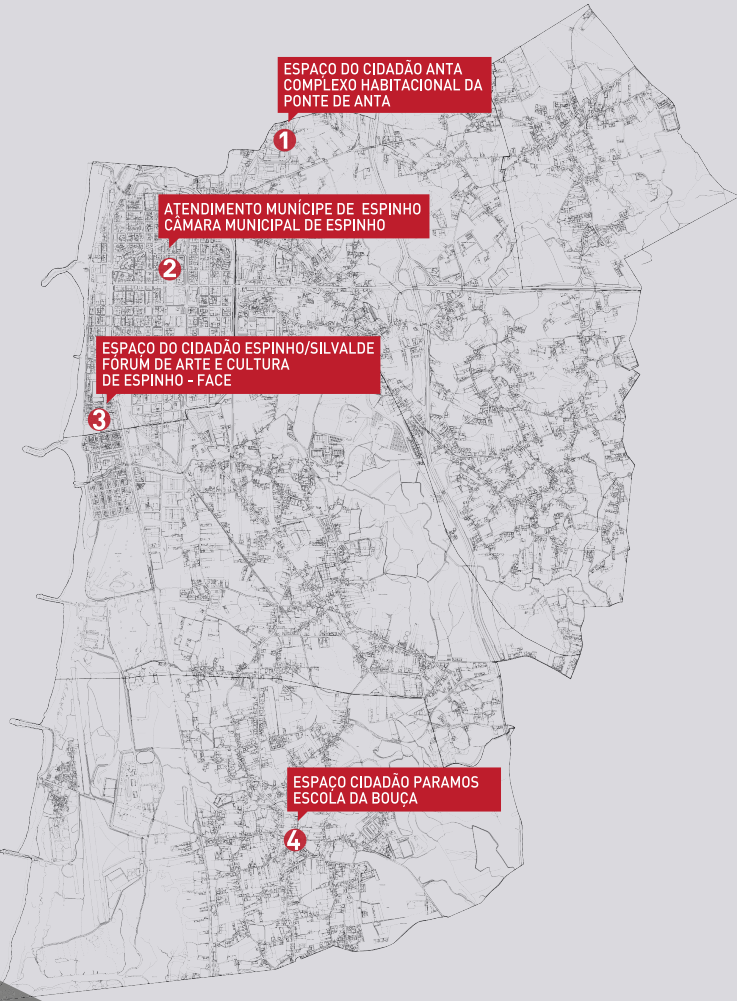 ESPAÇO DO CIDADÃO ANTA
COMPLEXO HABITACIONAL DA
PONTE DE ANTA
1
ATENDIMENTO MUNÍCIPE DE ESPINHO
CÂMARA MUNICIPAL DE ESPINHO
2
ESPAÇO DO CIDADÃO ESPINHO/SILVALDE
FÓRUM DE ARTE E CULTURA
DE ESPINHO - FACE
3
ESPAÇO CIDADÃO PARAMOS
ESCOLA DA BOUÇA
4